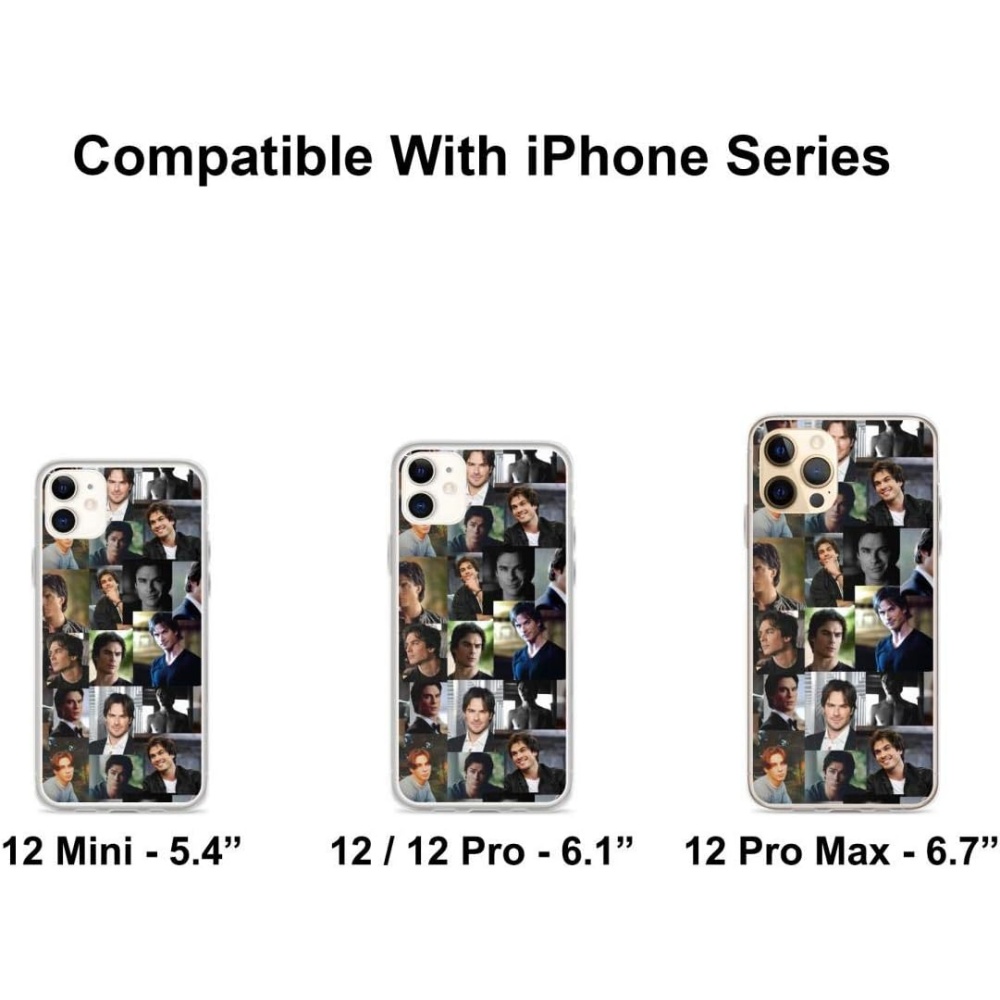 Compatible With iPhone Series
12 Mini - 5.4”
12 / 12 Pro - 6.1”
12 Pro Max - 6.7”